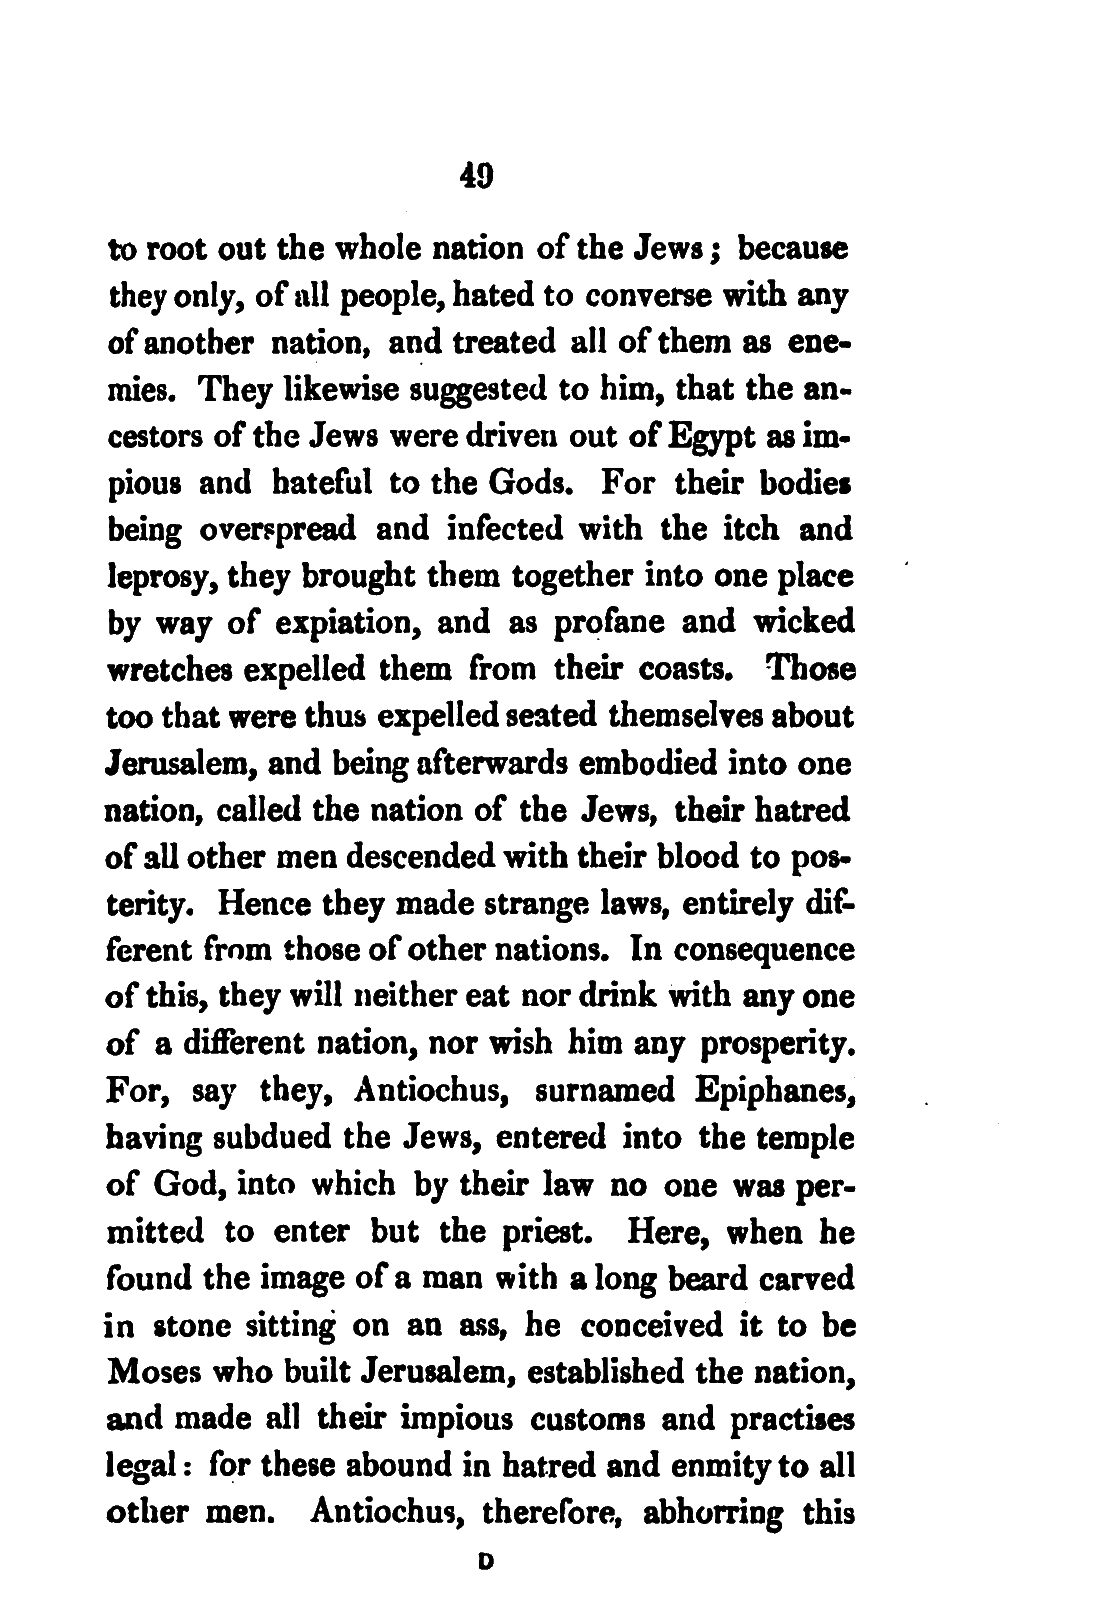 49
to root out the whole nation of the Jews; because
they only, of all people, hated to converse with any
of another nation, and treated all of them as ene-
mies. They likewise suggested to him, that the an-
cestors of the Jews were driven out of Egypt as im-
pious and hateful to the Gods. For their bodies
being overspread and infected with the itch and
leprosy, they brought them together into one place
by way of expiation, and as profane and wicked
wretches expelled them from their coasts. Those
too that were thus expelled seated themselves about
Jerusalem, and being afterwards embodied into one
nation, called the nation of the Jews, their hatred
of all other men descended with their blood to pos-
terity. Hence they made strange laws, entirely dif-
ferent from those of other nations. In consequence
of this, they will neither eat nor drink with any one
of a different nation, nor wish him any prosperity.
For, say they, Antiochus, surnamed Epiphanes,
having subdued the Jews, entered into the temple
of God, into which by their law no one was per-
mitted to enter but the priest. Here, when he
found the image of a man with a long beard carved
in stone sitting on an ass, he conceived it to be
Moses who built Jerusalem, established the nation,
and made all their impious customs and practises
legal: for these abound in hatred and enmity to all
other men. Antiochus, therefore, abhorring this
D